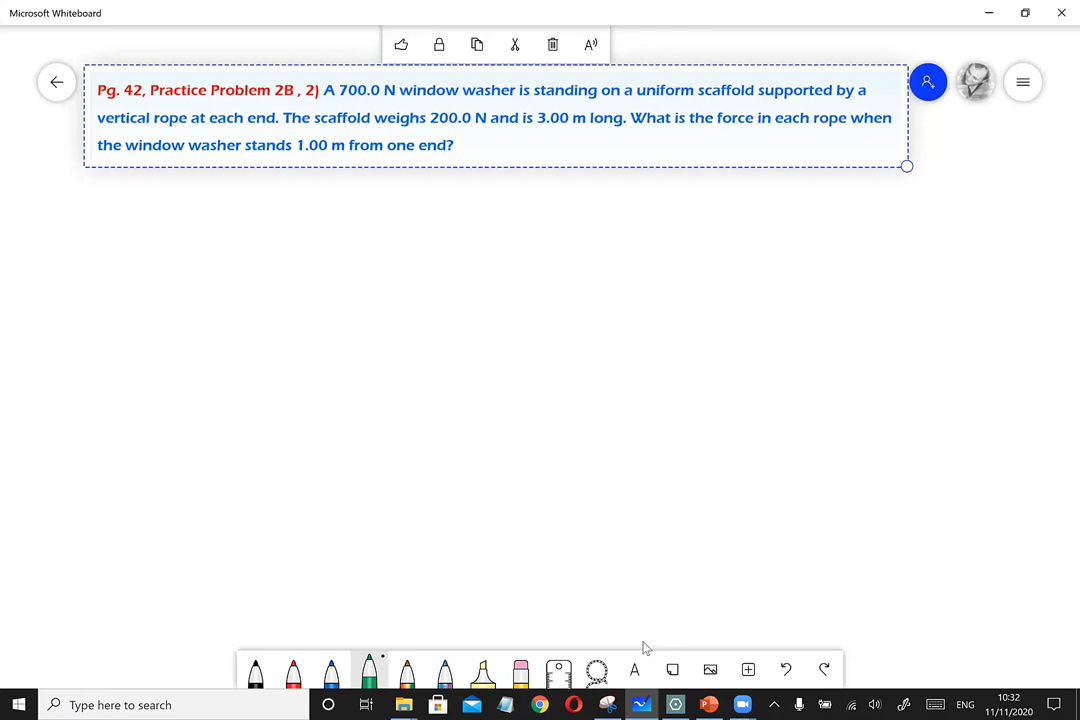 Microsoft Whiteboard
Pg. 42, Practice Problem 2B , 2) A 700.0 N window washer is standing on a uniform scaffold supported by a
vertical rope at each end. The scaffold weighs 200.0 N and is 3.00 m long. What is the force in each rope when
the window washer stands 1.00 m from one end?
Type here to search
ENG
10:32
11/11/2020